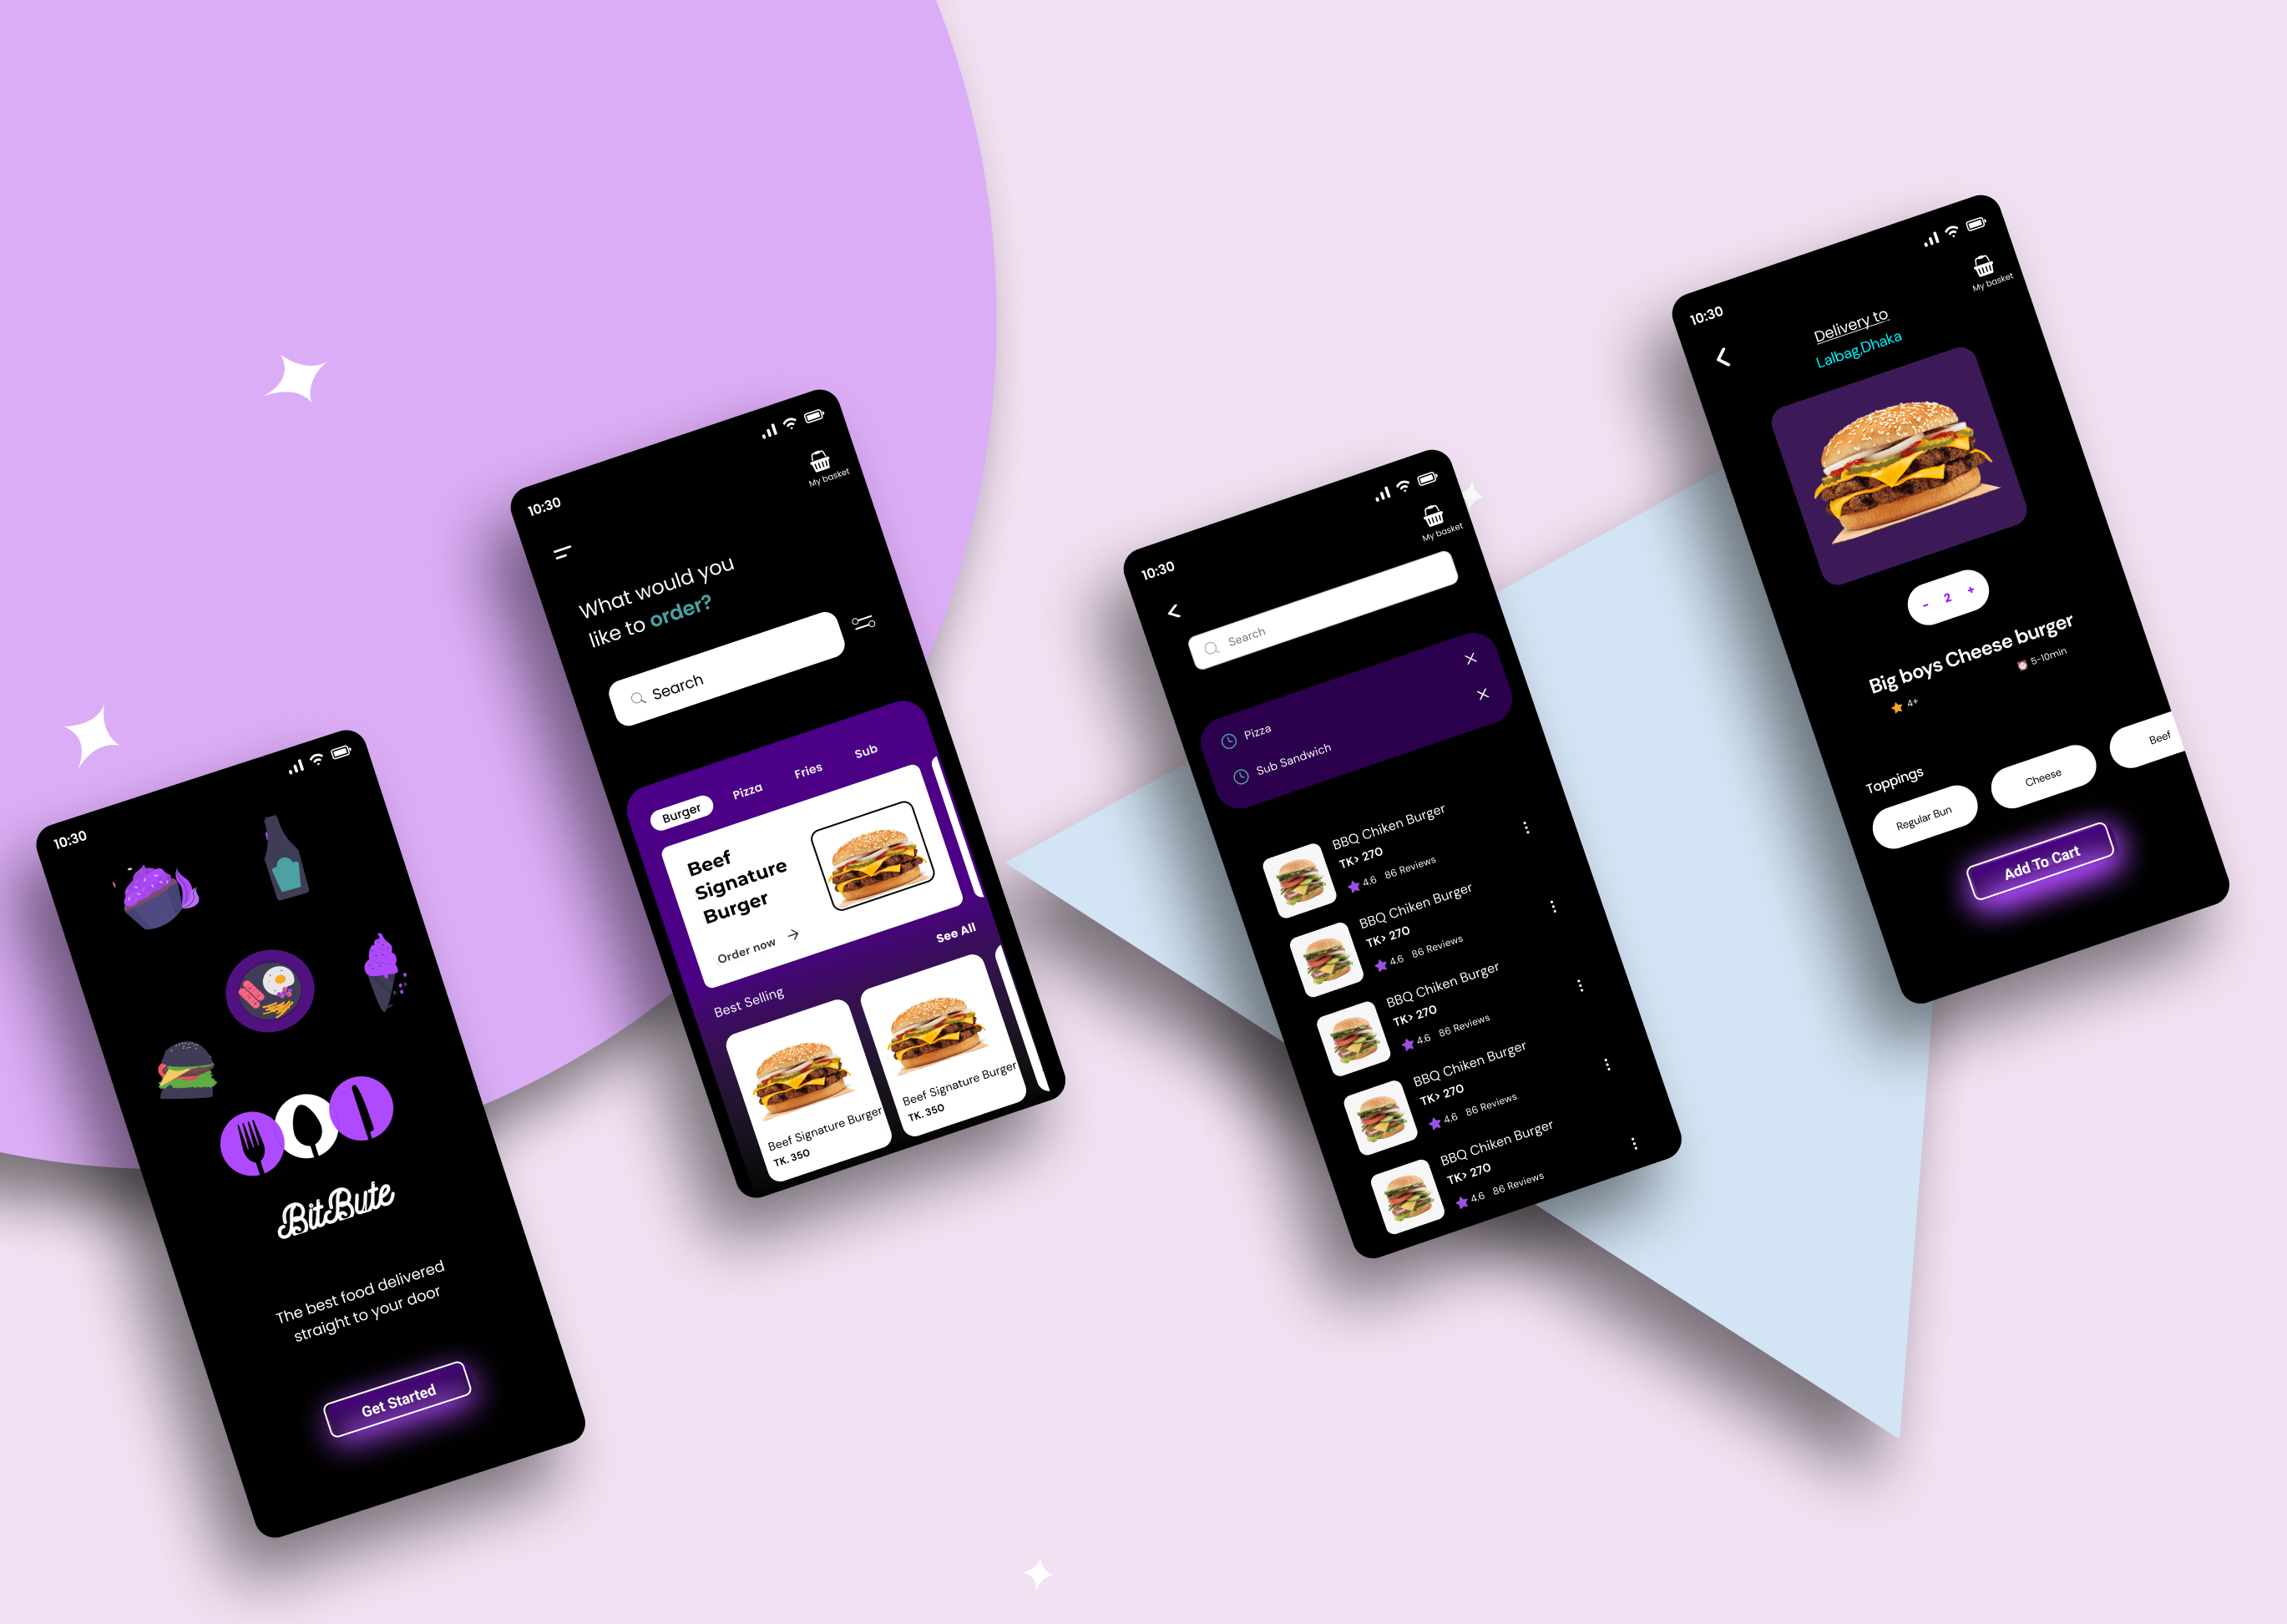 10:30
BitBute
The best food delivered
straight to your door
Get Started
10:30
My basket
What would you
like to order?
Search
Burger
Pizza
Fries
Sub
Beef
Signature
Burger
Order now
See All
Best Selling
Beef Signature Burger
TK. 350
Beef Signature Burger
TK. 350
10:30
My basket
Search
Pizza
Sub Sandwich
BBQ Chiken Burger
TK> 270
4.6 86 Reviews
BBQ Chiken Burger
TK> 270
4.6 86 Reviews
BBQ Chiken Burger
TK> 270
4.6 86 Reviews
BBQ Chiken Burger
TK> 270
4.6 86 Reviews
BBQ Chiken Burger
TK> 270
4.6 86 Reviews
10:30
My basket
Delivery to
Lalbag,Dhaka
- 2 +
Big boys Cheese burger
4+
5-10min
Toppings
Regular Bun
Cheese
Beef
Add To Cart